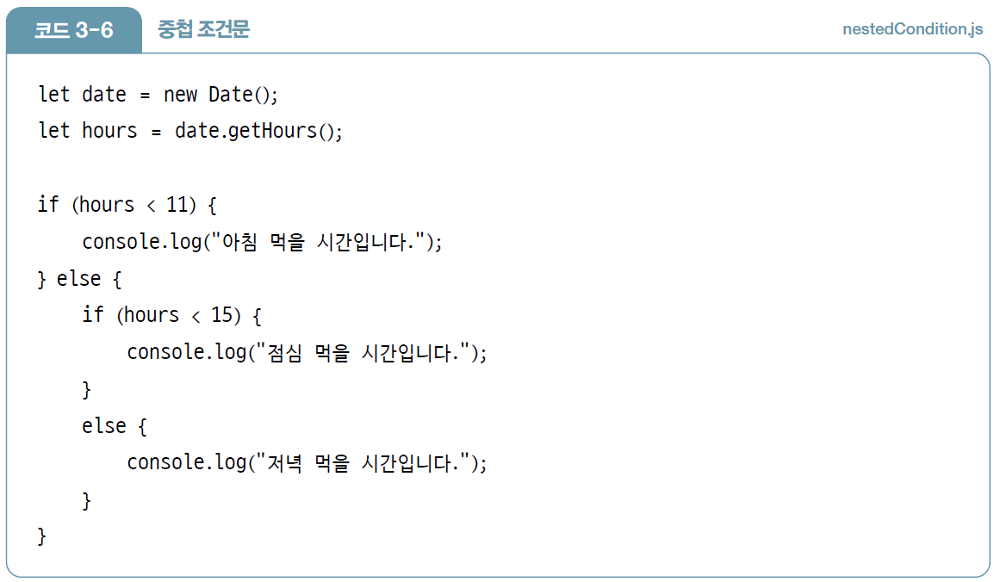 코드 3-6 중첩 조건문 nestedCondition.js
let date = new Date();
let hours = date.getHours();
if (hours < 11) {
    console.log("아침 먹을 시간입니다.");
} else {
    if (hours < 15) {
        console.log("점심 먹을 시간입니다.");
    }
    else {
        console.log("저녁 먹을 시간입니다.");
    }
}